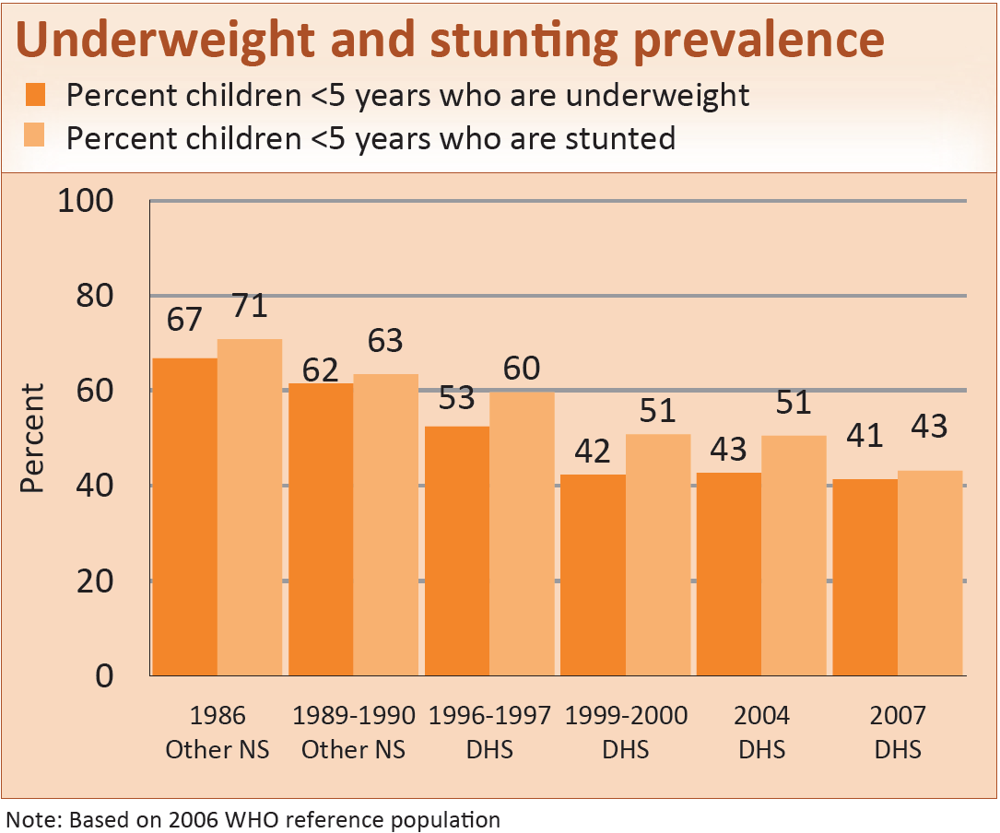 Underweight and stunting prevalence
Percent children <5 years who are underweight
Percent children <5 years who are stunted
100
80
60
40
20
0
Percent
67
71
62
63
53
60
42
51
43
51
41
43
1986
Other NS
1989-1990
Other NS
1996-1997
DHS
1999-2000
DHS
2004
DHS
2007
DHS
Note: Based on 2006 WHO reference population